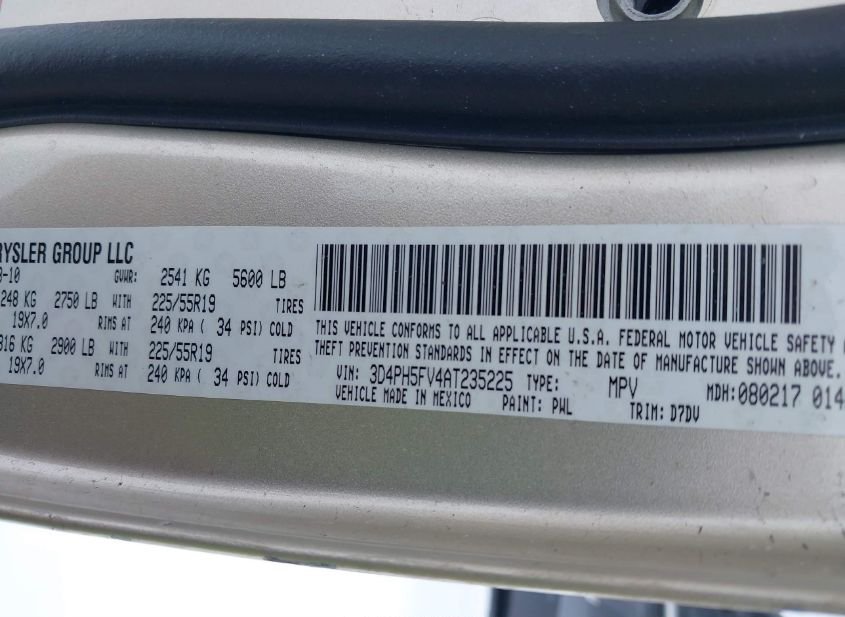 RYSLER GROUP LLC
-10 GVWR: 2541 KG 5600 LB
248 KG 2750 LB WITH 225/55R19 TIRES
19X7.0 RIMS AT 240 KPA ( 34 PSI) COLD
316 KG 2900 LB WITH 225/55R19 TIRES
19X7.0 RIMS AT 240 KPA ( 34 PSI) COLD
THIS VEHICLE CONFORMS TO ALL APPLICABLE U.S.A. FEDERAL MOTOR VEHICLE SAFETY
THEFT PREVENTION STANDARDS IN EFFECT ON THE DATE OF MANUFACTURE SHOWN ABOVE.
VIN: 3D4PH5FV4AT235225 TYPE: MPV MDH:080217 014
VEHICLE MADE IN MEXICO PAINT: PWL TRIM: D7DV